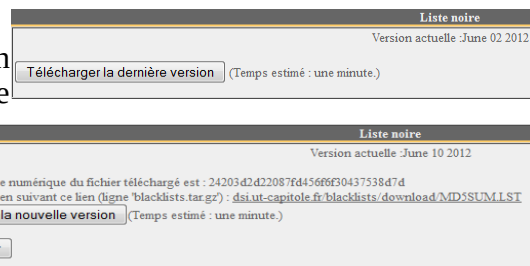 Liste noire
Version actuelle :June 02 2012
Télécharger la dernière version (Temps estimé : une minute.)
Liste noire
Version actuelle :June 10 2012
numérique du fichier téléchargé est : 24203d2d22087fd456f6f30437538d7d
en suivant ce lien (ligne 'blacklists.tar.gz') : dsi.ut-capitole.fr/blacklists/download/MD5SUM.LST
la nouvelle version (Temps estimé : une minute.)